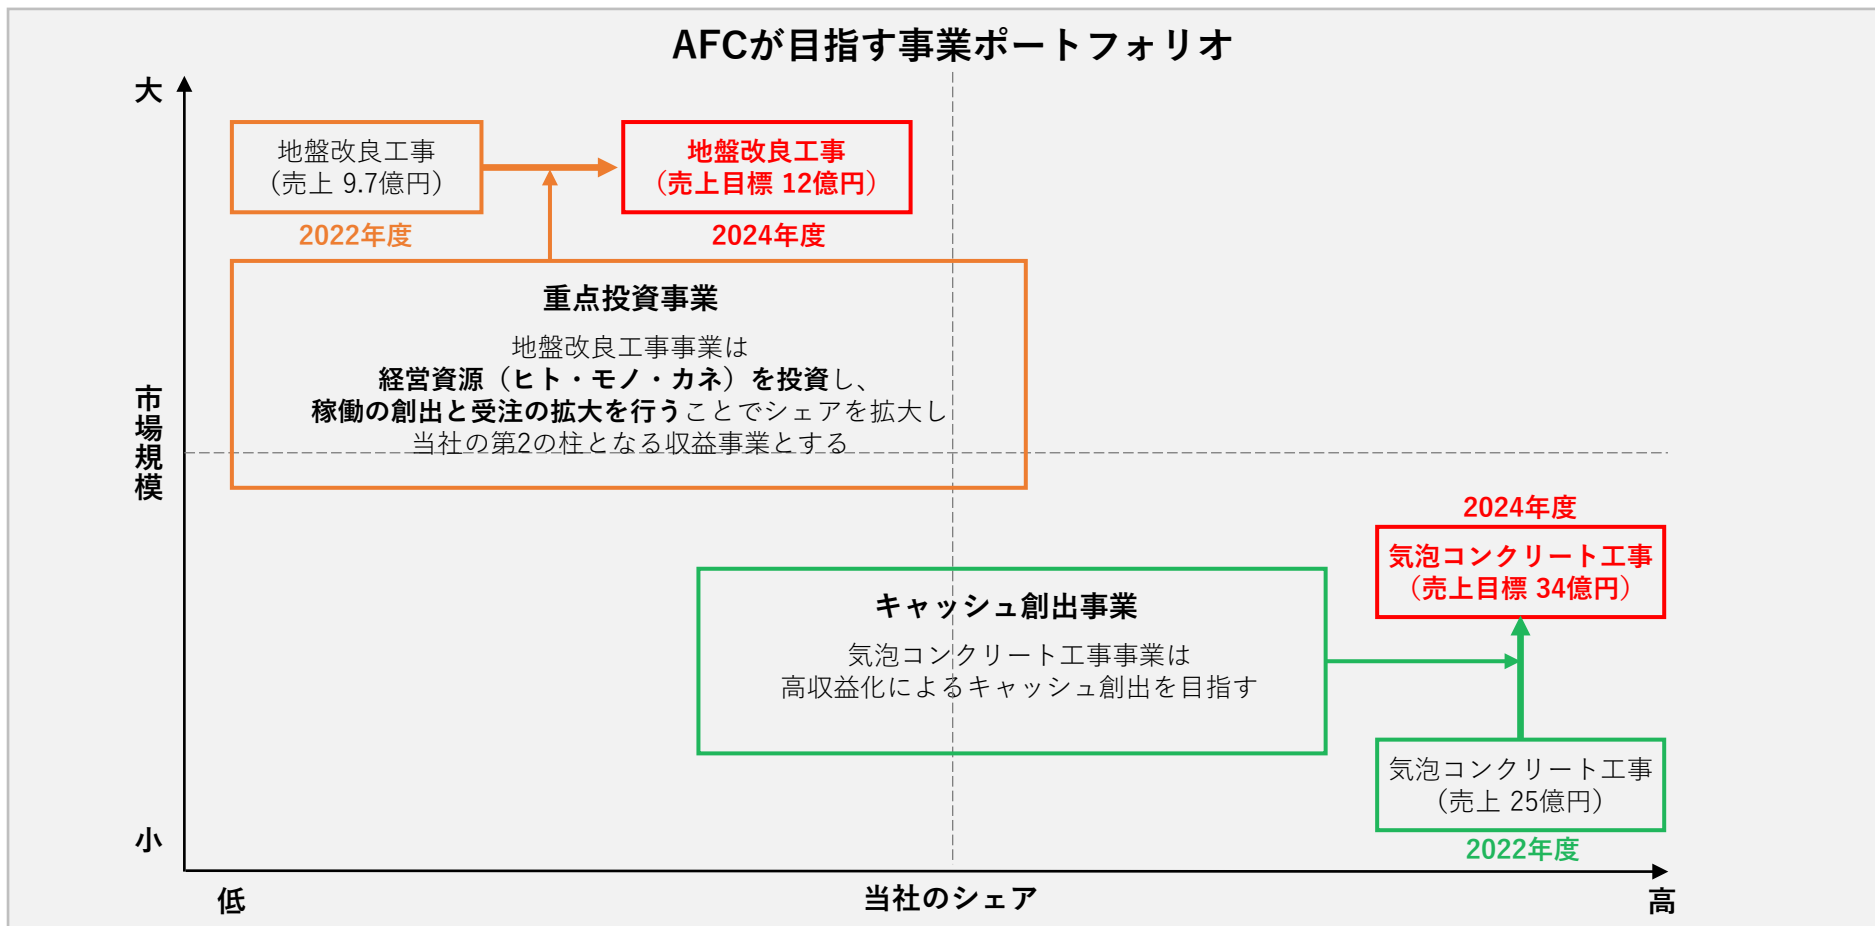 AFCが目指す事業ポートフォリオ
大
地盤改良工事
（売上 9.7億円）
2022年度
地盤改良工事
（売上目標 12億円）
2024年度
重点投資事業
地盤改良工事事業は
経営資源（ヒト・モノ・カネ）を投資し、
稼働の創出と受注の拡大を行うことでシェアを拡大し
当社の第2の柱となる収益事業とする
市場規模
2024年度
気泡コンクリート工事
（売上目標 34億円）
キャッシュ創出事業
気泡コンクリート工事事業は
高収益化によるキャッシュ創出を目指す
気泡コンクリート工事
（売上 25億円）
2022年度
小
低
当社のシェア
高